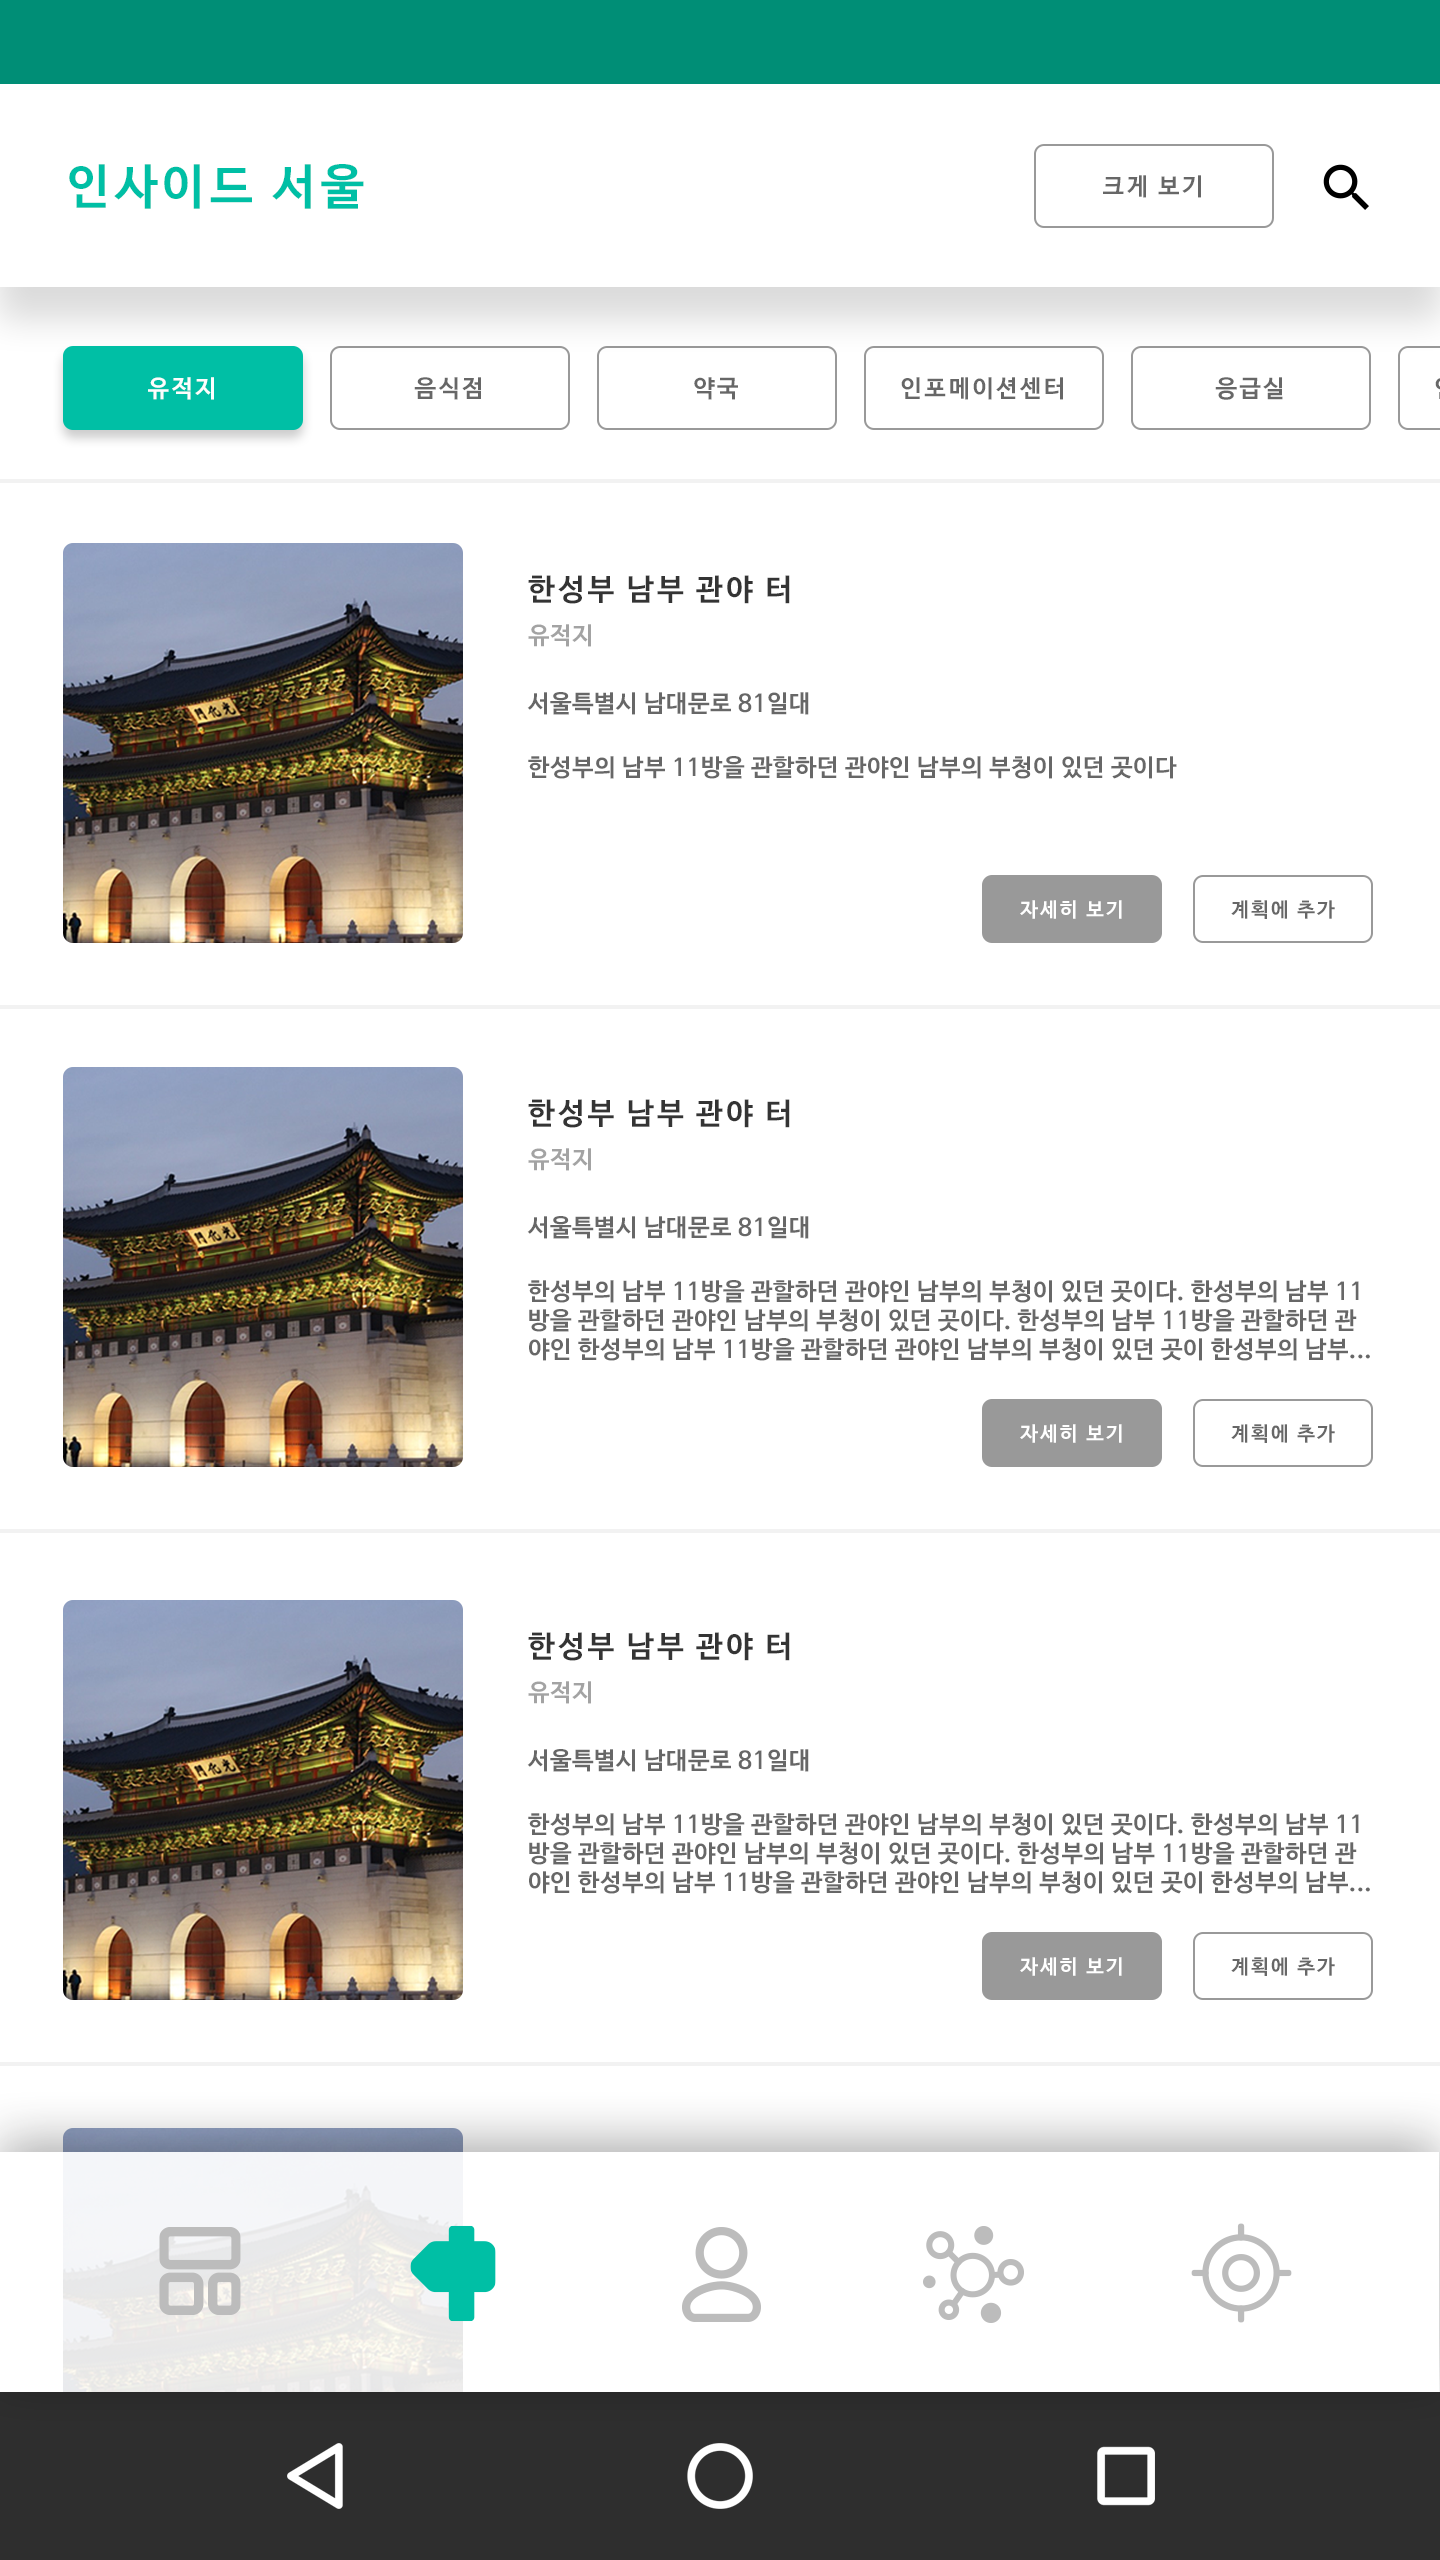 인사이드 서울
크게 보기
유적지
음식점
약국
인포메이션센터
응급실
한성부 남부 관야 터
유적지
서울특별시 남대문로 81일대
한성부의 남부 11방을 관할하던 관야인 남부의 부청이 있던 곳이다
자세히 보기
계획에 추가
한성부 남부 관야 터
유적지
서울특별시 남대문로 81일대
한성부의 남부 11방을 관할하던 관야인 남부의 부청이 있던 곳이다. 한성부의 남부 11
방을 관할하던 관야인 남부의 부청이 있던 곳이다. 한성부의 남부 11방을 관할하던 관
야인 한성부의 남부 11방을 관할하던 관야인 남부의 부청이 있던 곳이 한성부의 남부...
자세히 보기
계획에 추가
한성부 남부 관야 터
유적지
서울특별시 남대문로 81일대
한성부의 남부 11방을 관할하던 관야인 남부의 부청이 있던 곳이다. 한성부의 남부 11
방을 관할하던 관야인 남부의 부청이 있던 곳이다. 한성부의 남부 11방을 관할하던 관
야인 한성부의 남부 11방을 관할하던 관야인 남부의 부청이 있던 곳이 한성부의 남부...
자세히 보기
계획에 추가